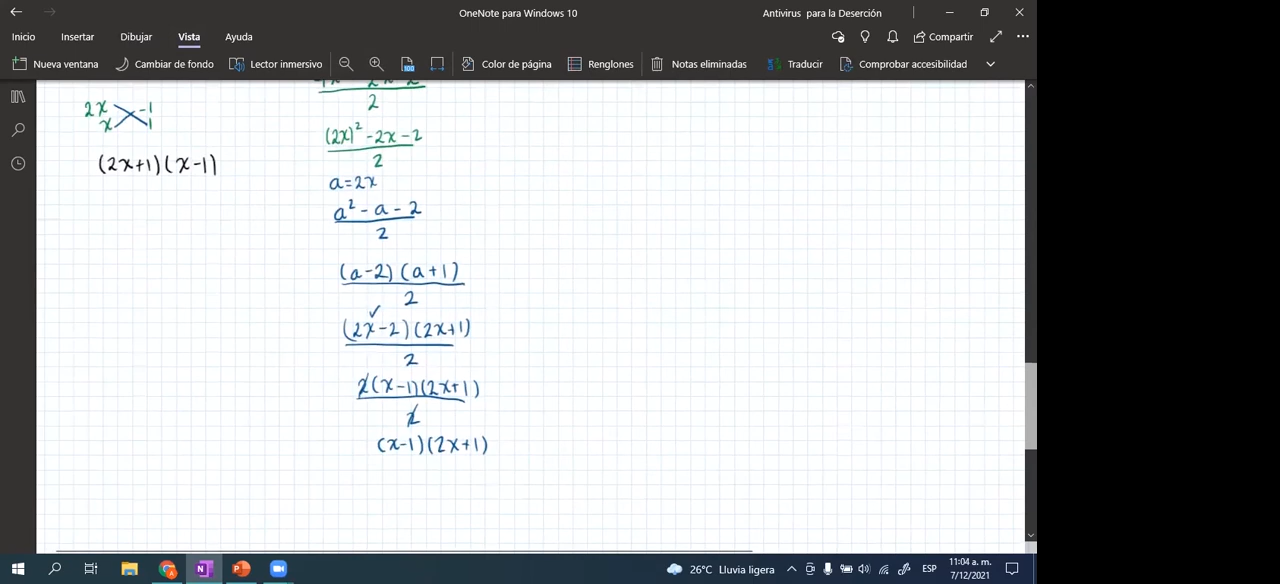 OneNote para Windows 10
Antivirus para la Deserción
Inicio Insertar Dibujar Vista Ayuda
Compartir
Nueva ventana Cambiar de fondo Lector inmersivo 100 Color de página Renglones Notas eliminadas Traducir Comprobar accesibilidad
2x -1
x 1
(2x+1)(x-1)
2
(2x)² -2x -2
2
a=2x
a² - a - 2
2
(a-2)(a+1)
2
(2x-2)(2x+1)
2
2(x-1)(2x+1)
2
(x-1)(2x+1)
26°C Lluvia ligera
ESP
11:04 a. m.
7/12/2021